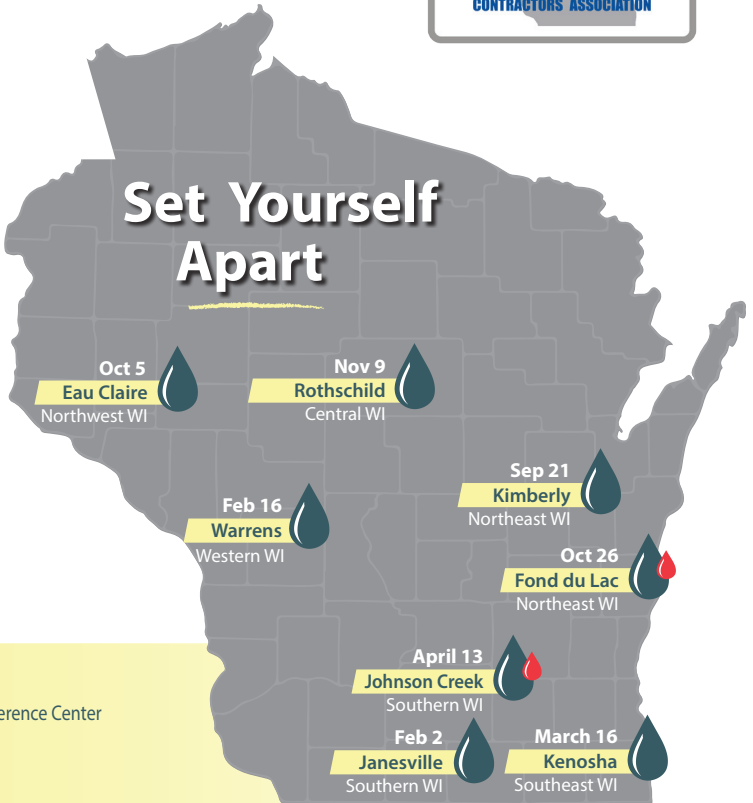 CONTRACTORS ASSOCIATION
Set Yourself
Apart
Oct 5
Eau Claire
Northwest WI
Nov 9
Rothschild
Central WI
Sep 21
Kimberly
Northeast WI
Feb 16
Warrens
Western WI
Oct 26
Fond du Lac
Northeast WI
April 13
Johnson Creek
Southern WI
Feb 2
Janesville
Southern WI
March 16
Kenosha
Southeast WI
erence Center